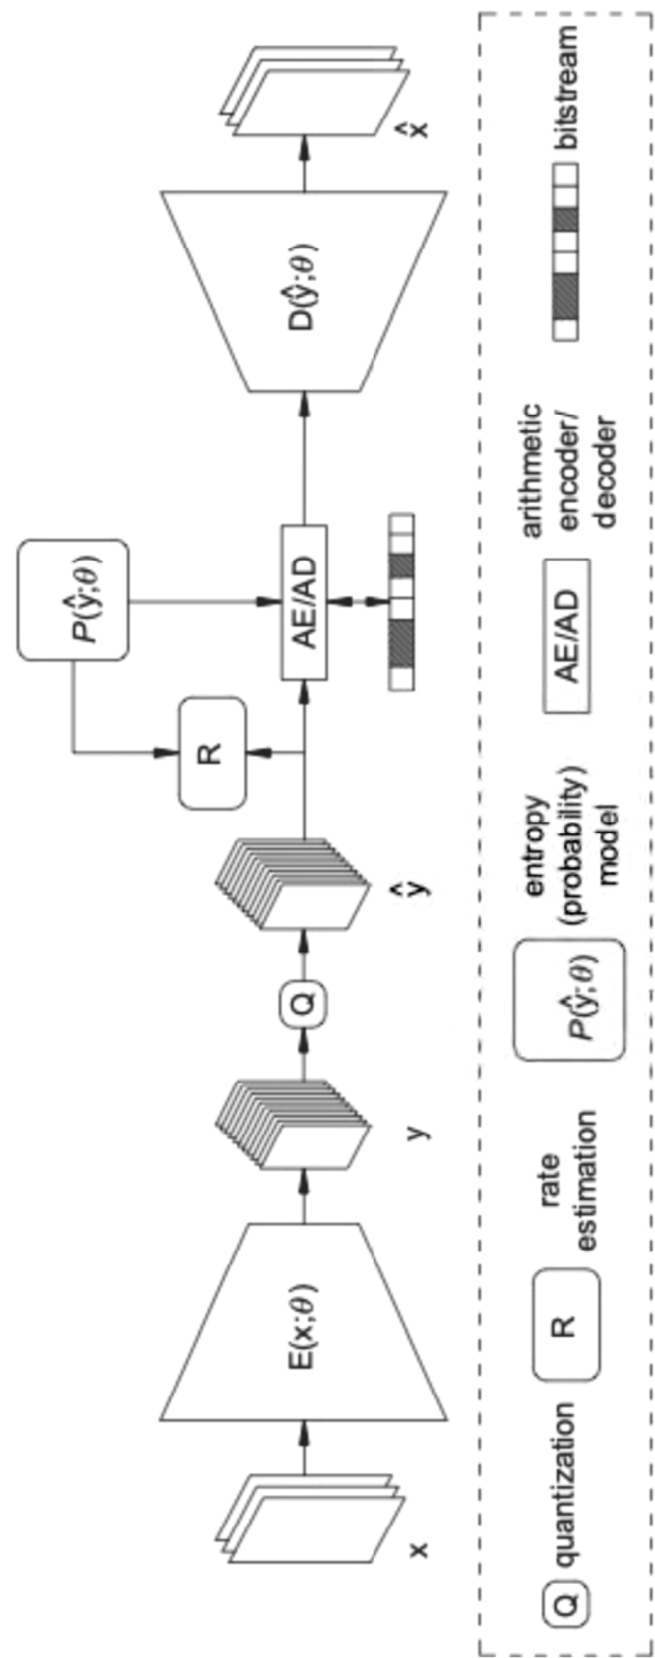 x
E(x;θ)
y
Q
ŷ
R
P(ŷ;θ)
AE/AD
D(ŷ;θ)
x̂
Q quantization
R
rate
estimation
P(ŷ;θ)
entropy
(probability)
model
AE/AD
arithmetic
encoder/
decoder
bitstream